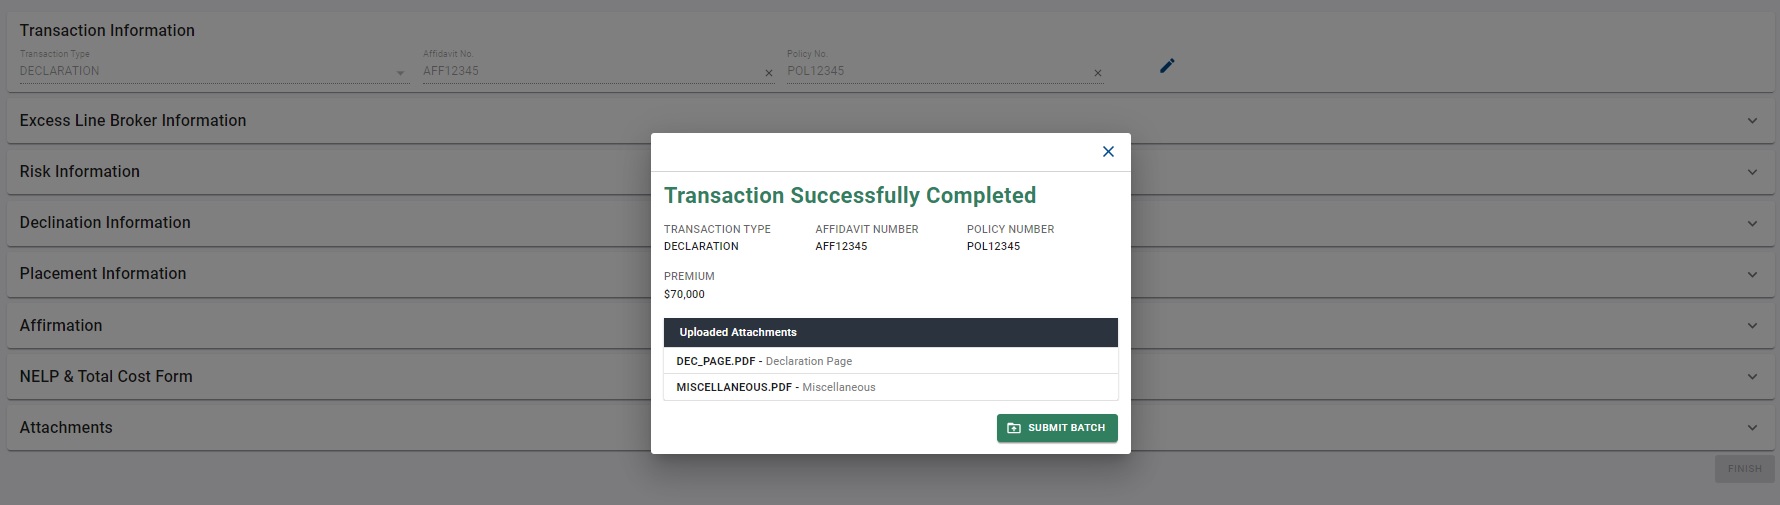 Transaction Information
Transaction Type Affidavit No. Policy No.
DECLARATION AFF12345 POL12345
Excess Line Broker Information
Risk Information
Declination Information
Placement Information
Affirmation
NELP & Total Cost Form
Attachments
FINISH
Transaction Successfully Completed
TRANSACTION TYPE AFFIDAVIT NUMBER POLICY NUMBER
DECLARATION AFF12345 POL12345
PREMIUM
$70,000
Uploaded Attachments
DEC_PAGE.PDF - Declaration Page
MISCELLANEOUS.PDF - Miscellaneous
SUBMIT BATCH